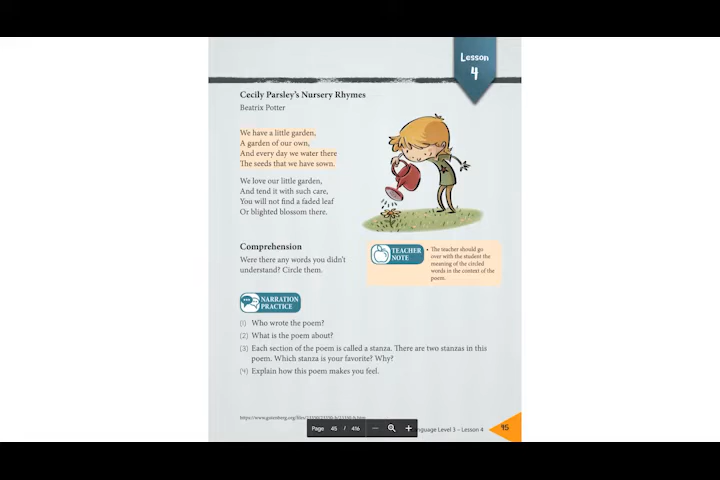 Lesson
4
Cecily Parsley's Nursery Rhymes
Beatrix Potter
We have a little garden,
A garden of our own,
And every day we water there
The seeds that we have sown.
We love our little garden,
And tend it with such care,
You will not find a faded leaf
Or blighted blossom there.
Comprehension
Were there any words you didn't
understand? Circle them.
TEACHER
NOTE
• The teacher should go
over with the student the
meaning of the circled
words in the context of the
poem.
NARRATION
PRACTICE
(1) Who wrote the poem?
(2) What is the poem about?
(3) Each section of the poem is called a stanza. There are two stanzas in this
poem. Which stanza is your favorite? Why?
(4) Explain how this poem makes you feel.
Page 45 / 416
nguage Level 3 – Lesson 4
45